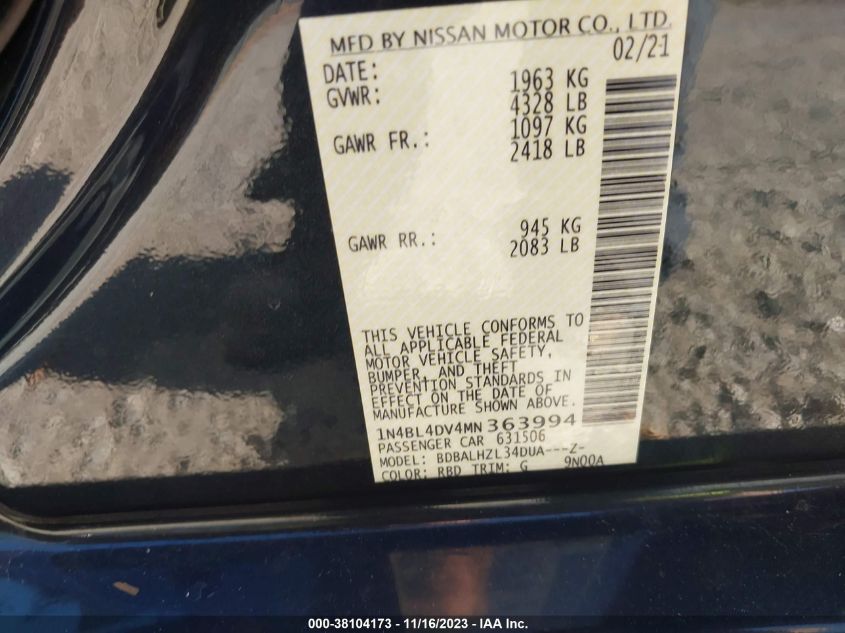 MFD BY NISSAN MOTOR CO., LTD.
DATE: 02/21
GVWR: 1963 KG
4328 LB
GAWR FR.: 1097 KG
2418 LB
GAWR RR.: 945 KG
2083 LB
THIS VEHICLE CONFORMS TO
ALL APPLICABLE FEDERAL
MOTOR VEHICLE SAFETY,
BUMPER, AND THEFT
PREVENTION STANDARDS IN
EFFECT ON THE DATE OF
MANUFACTURE SHOWN ABOVE.
1N4BL4DV4MN363994
PASSENGER CAR 631506
MODEL: BDBALHZL34DUA---Z-
COLOR: RBD TRIM: G 9N00A
000-38104173 - 11/16/2023 - IAA Inc.